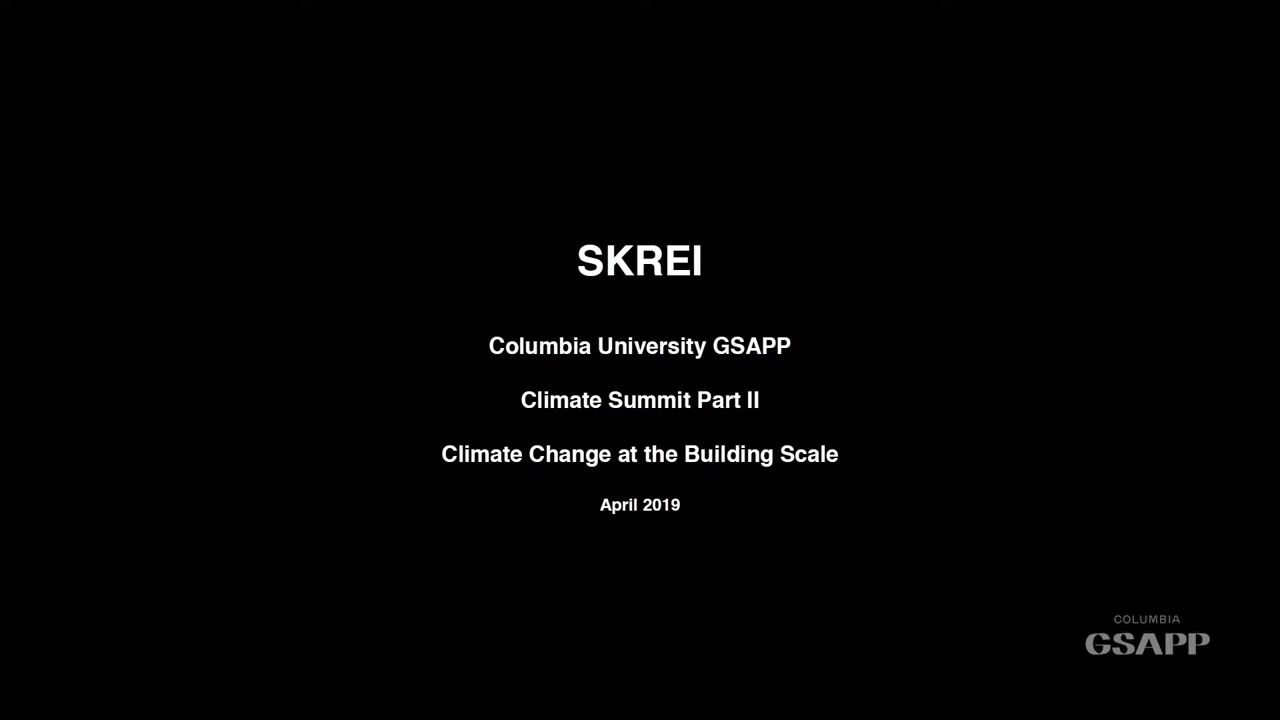 SKREI
Columbia University GSAPP
Climate Summit Part II
Climate Change at the Building Scale
April 2019
COLUMBIA
GSAPP